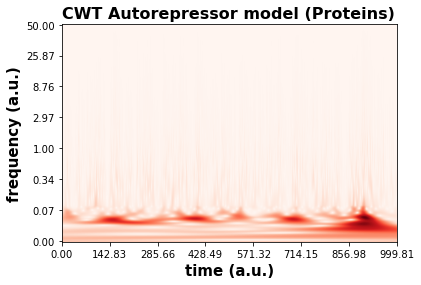 CWT Autorepressor model (Proteins)
50.00
25.87
8.76
2.97
1.00
0.34
0.07
0.00
frequency (a.u.)
0.00 142.83 285.66 428.49 571.32 714.15 856.98 999.81
time (a.u.)